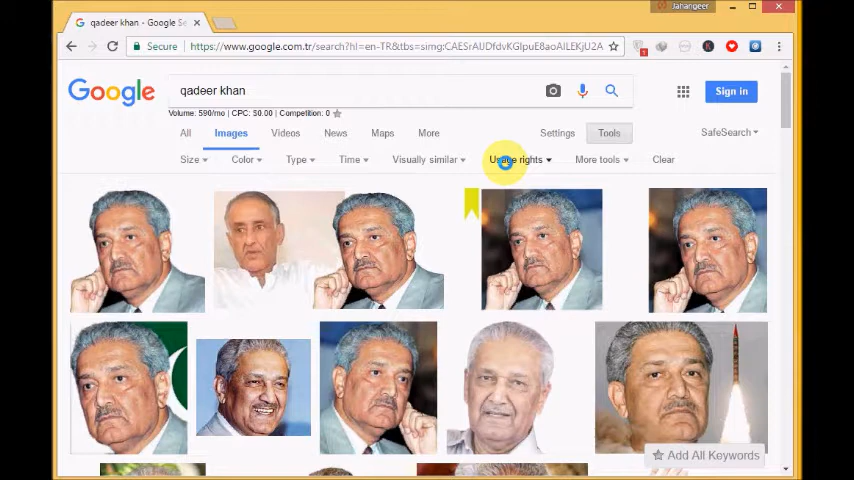 Jahangeer
qadeer khan - Google Se
Secure https://www.google.com.tr/search?hl=en-TR&tbs=simg:CAESrAUDfdvKGlpuE8aoAILEKjU2A
Google
qadeer khan
Sign in
Volume: 590/mo | CPC: $0.00 | Competition: 0
All Images Videos News Maps More Settings Tools SafeSearch
Size Color Type Time Visually similar Usage rights More tools Clear
Add All Keywords